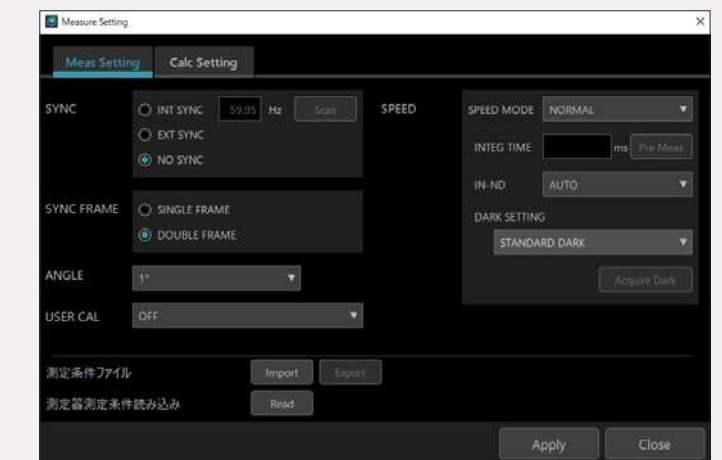 Measure Setting
Meas Setting
Calc Setting
SYNC
INT SYNC 59.95 Hz Scan
EXT SYNC
NO SYNC
SYNC FRAME
SINGLE FRAME
DOUBLE FRAME
ANGLE 1°
USER CAL OFF
SPEED
SPEED MODE NORMAL
INTEG TIME ms Pre Meas
IN-ND AUTO
DARK SETTING
STANDARD DARK
Acquire Dark
測定条件ファイル Import Export
測定器測定条件読み込み Read
Apply Close